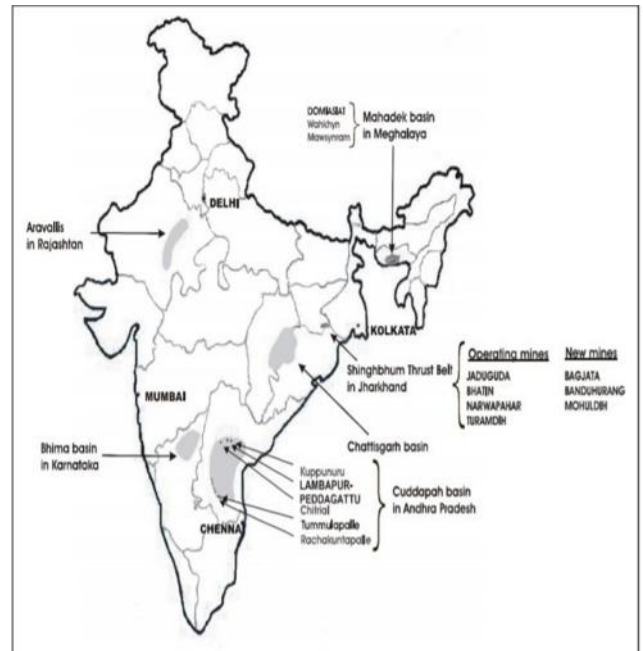 DOMIASIAT
Wahkhyn
Mawsynram
Mahadek basin
in Meghalaya
DELHI
Aravallis
in Rajashtan
KOLKATA
Shinghbhum Thrust Belt
in Jharkhand
Operating mines
JADUGUDA
BHATIN
NARWAPAHAR
TURAMDIH
New mines
BAGJATA
BANDUHURANG
MOHULDIH
MUMBAI
Chattisgarh basin
Bhima basin
in Karnataka
Kuppunuru
LAMBAPUR-
PEDDAGATTU
Chitrial
Tummulapalle
Rachakuntapalle
Cuddapah basin
in Andhra Pradesh
CHENNAI